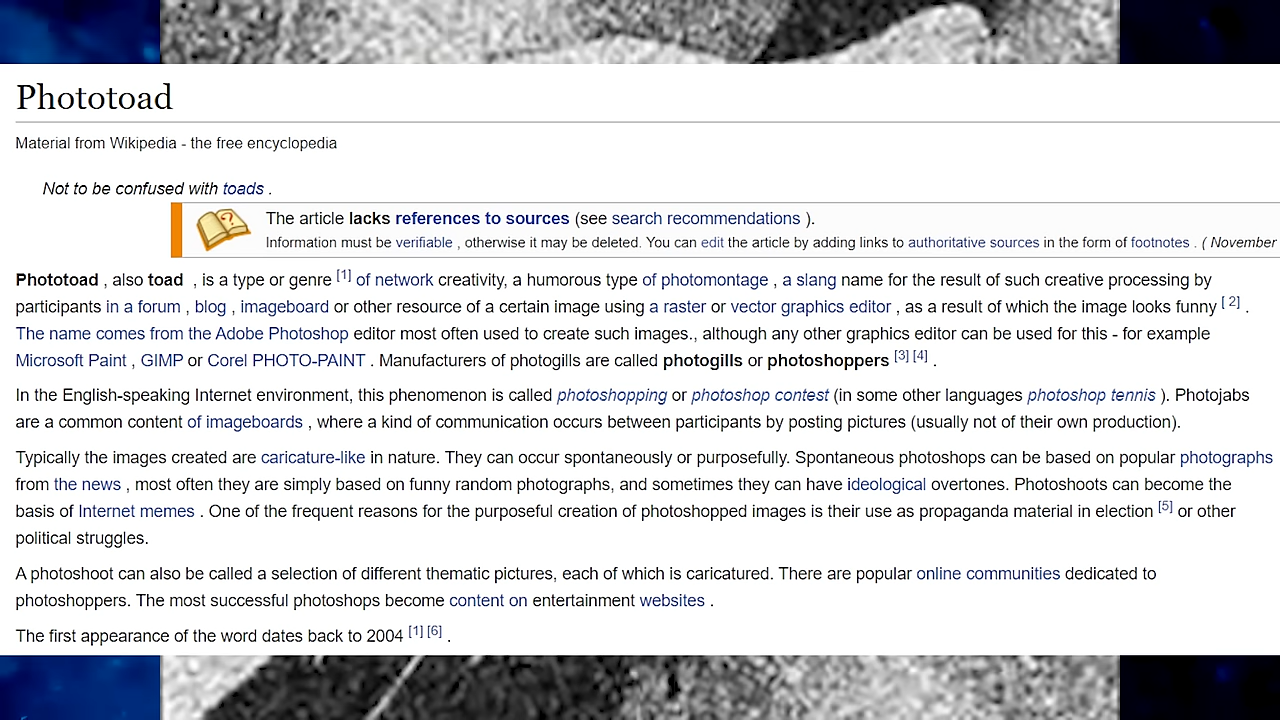 Phototoad
Material from Wikipedia - the free encyclopedia
Not to be confused with toads .
The article lacks references to sources (see search recommendations ).
Information must be verifiable , otherwise it may be deleted. You can edit the article by adding links to authoritative sources in the form of footnotes . ( November
Phototoad , also toad , is a type or genre [1] of network creativity, a humorous type of photomontage , a slang name for the result of such creative processing by
participants in a forum , blog , imageboard or other resource of a certain image using a raster or vector graphics editor , as a result of which the image looks funny [ 2] .
The name comes from the Adobe Photoshop editor most often used to create such images., although any other graphics editor can be used for this - for example
Microsoft Paint , GIMP or Corel PHOTO-PAINT . Manufacturers of photogills are called photogills or photoshoppers [3] [4] .
In the English-speaking Internet environment, this phenomenon is called photoshopping or photoshop contest (in some other languages photoshop tennis ). Photojabs
are a common content of imageboards , where a kind of communication occurs between participants by posting pictures (usually not of their own production).
Typically the images created are caricature-like in nature. They can occur spontaneously or purposefully. Spontaneous photoshops can be based on popular photographs
from the news , most often they are simply based on funny random photographs, and sometimes they can have ideological overtones. Photoshoots can become the
basis of Internet memes . One of the frequent reasons for the purposeful creation of photoshopped images is their use as propaganda material in election [5] or other
political struggles.
A photoshoot can also be called a selection of different thematic pictures, each of which is caricatured. There are popular online communities dedicated to
photoshoppers. The most successful photoshops become content on entertainment websites .
The first appearance of the word dates back to 2004 [1] [6] .